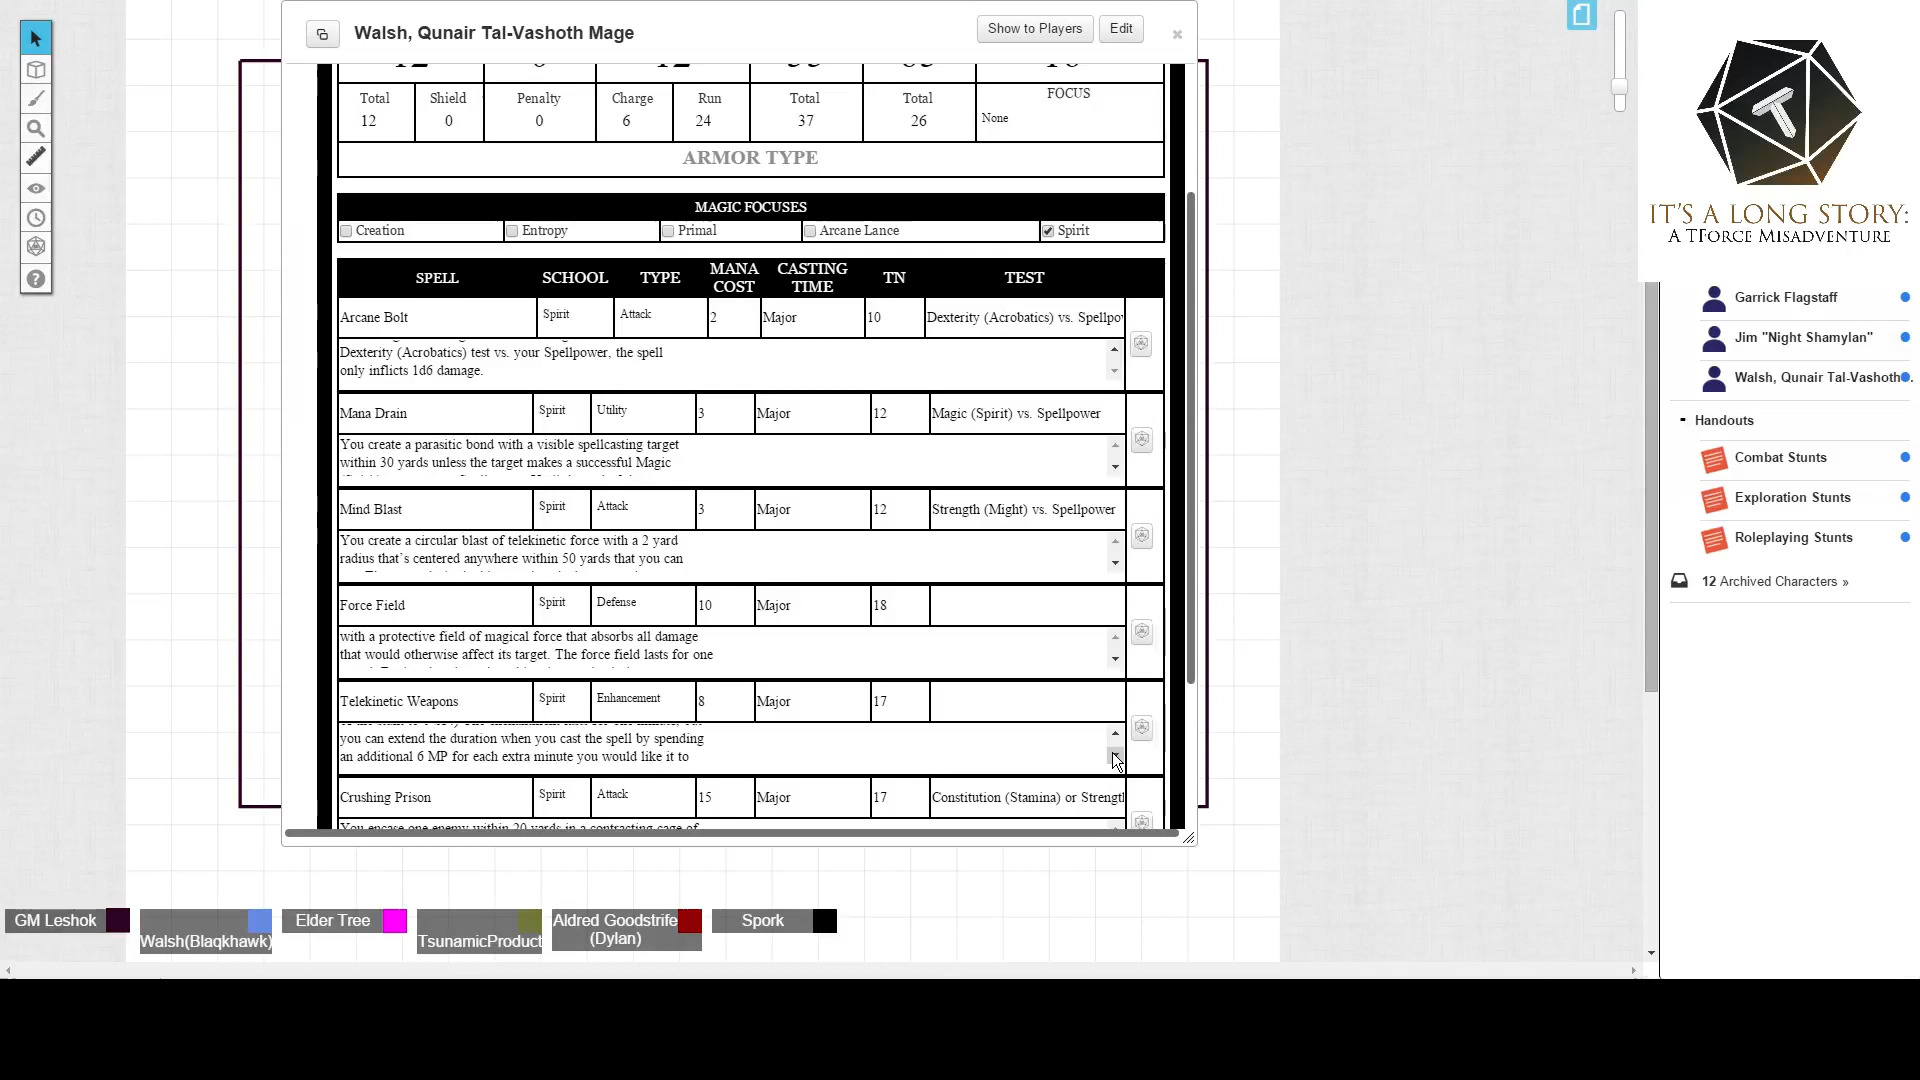 Walsh, Qunair Tal-Vashoth Mage
Show to Players
Edit
×
Total
12
Shield
0
Penalty
0
Charge
6
Run
24
Total
37
Total
26
FOCUS
None
ARMOR TYPE
MAGIC FOCUSES
Creation
Entropy
Primal
Arcane Lance
Spirit
SPELL
SCHOOL
TYPE
MANA
COST
CASTING
TIME
TN
TEST
Arcane Bolt
Spirit
Attack
2
Major
10
Dexterity (Acrobatics) vs. Spellpo
Dexterity (Acrobatics) test vs. your Spellpower, the spell
only inflicts 1d6 damage.
Mana Drain
Spirit
Utility
3
Major
12
Magic (Spirit) vs. Spellpower
You create a parasitic bond with a visible spellcasting target
within 30 yards unless the target makes a successful Magic
Mind Blast
Spirit
Attack
3
Major
12
Strength (Might) vs. Spellpower
You create a circular blast of telekinetic force with a 2 yard
radius that's centered anywhere within 50 yards that you can
Force Field
Spirit
Defense
10
Major
18
with a protective field of magical force that absorbs all damage
that would otherwise affect its target. The force field lasts for one
Telekinetic Weapons
Spirit
Enhancement
8
Major
17
you can extend the duration when you cast the spell by spending
an additional 6 MP for each extra minute you would like it to
Crushing Prison
Spirit
Attack
15
Major
17
Constitution (Stamina) or Strengt
You encase one enemy within 20 yards in a contracting cage of
IT'S A LONG STORY:
A TFORCE MISADVENTURE
Garrick Flagstaff
Jim "Night Shamylan"
Walsh, Qunair Tal-Vashoth
Handouts
Combat Stunts
Exploration Stunts
Roleplaying Stunts
12 Archived Characters »
GM Leshok
Walsh(Blaqkhawk)
Elder Tree
TsunamicProduct
Aldred Goodstrife
(Dylan)
Spork